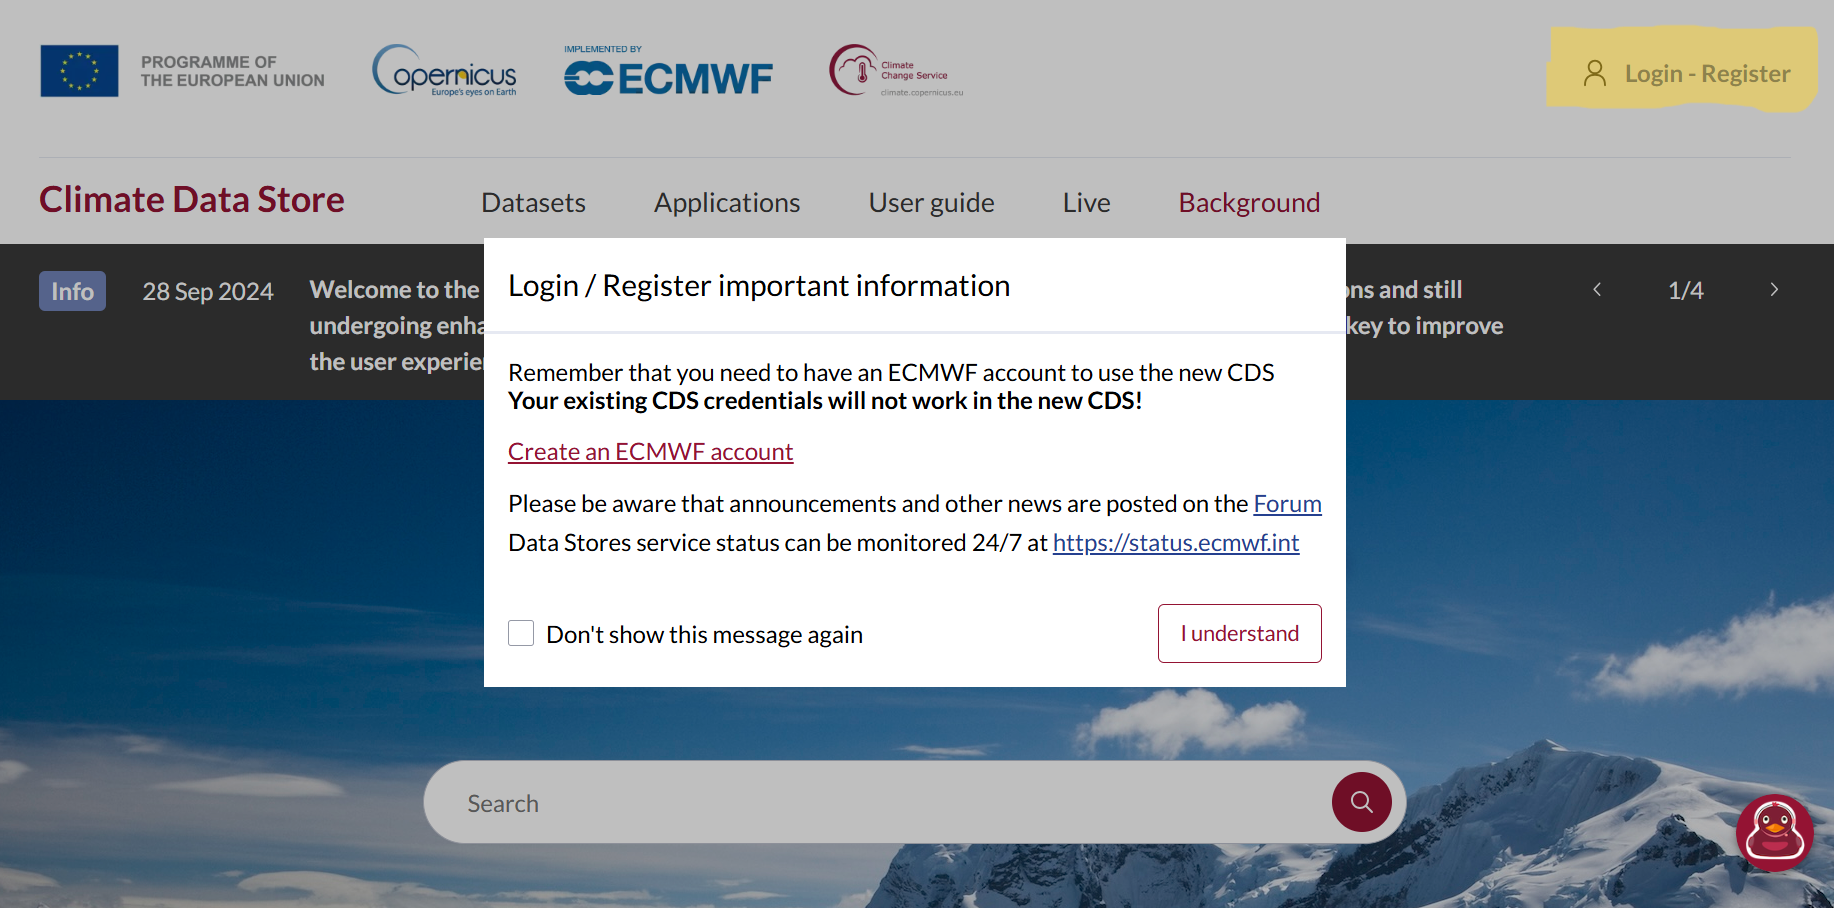 PROGRAMME OF
THE EUROPEAN UNION
opernicus
Europe's eyes on Earth
IMPLEMENTED BY
ECMWF
Climate
Change Service
climate.copernicus.eu
Login - Register
Climate Data Store
Datasets
Applications
User guide
Live
Background
Info
28 Sep 2024
Welcome to the
ons and still
undergoing enha
key to improve
the user experie
1/4
Login / Register important information
Remember that you need to have an ECMWF account to use the new CDS
Your existing CDS credentials will not work in the new CDS!
Create an ECMWF account
Please be aware that announcements and other news are posted on the Forum
Data Stores service status can be monitored 24/7 at https://status.ecmwf.int
Don't show this message again
I understand
Search